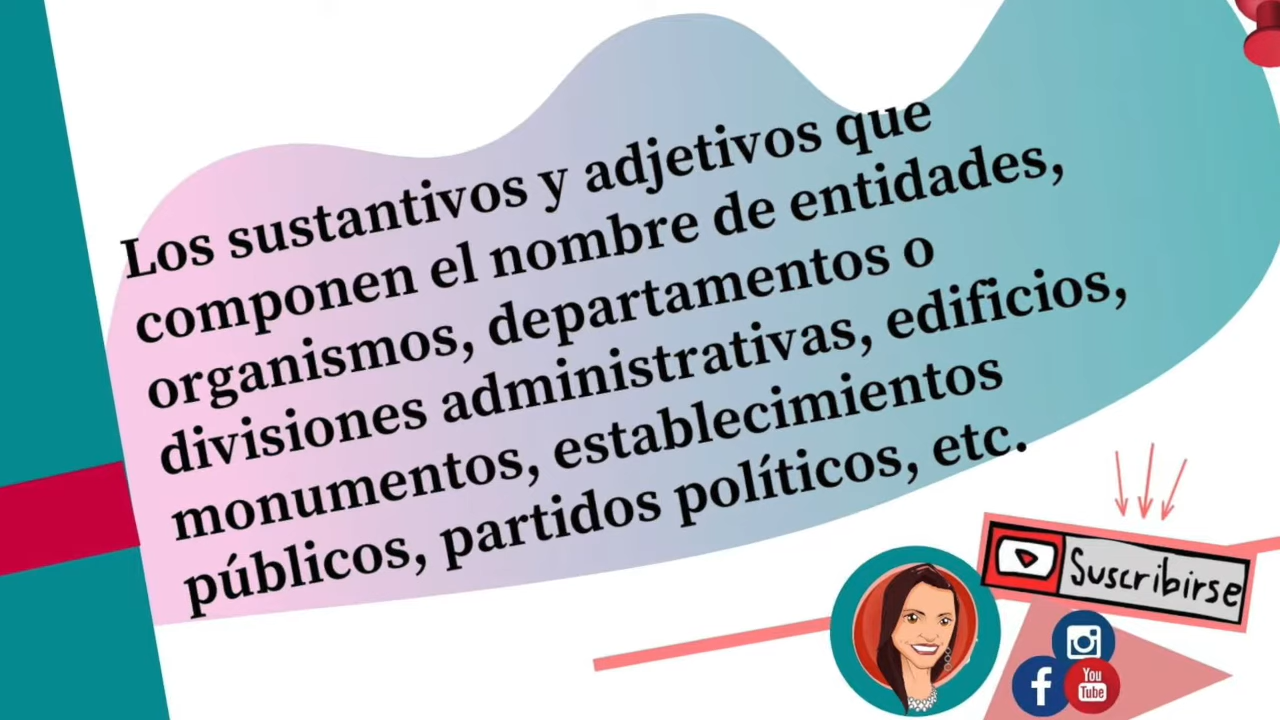 Los sustantivos y adjetivos que
componen el nombre de entidades,
organismos, departamentos o
divisiones administrativas, edificios,
monumentos, establecimientos
públicos, partidos políticos, etc.
Suscribirse
You
Tube